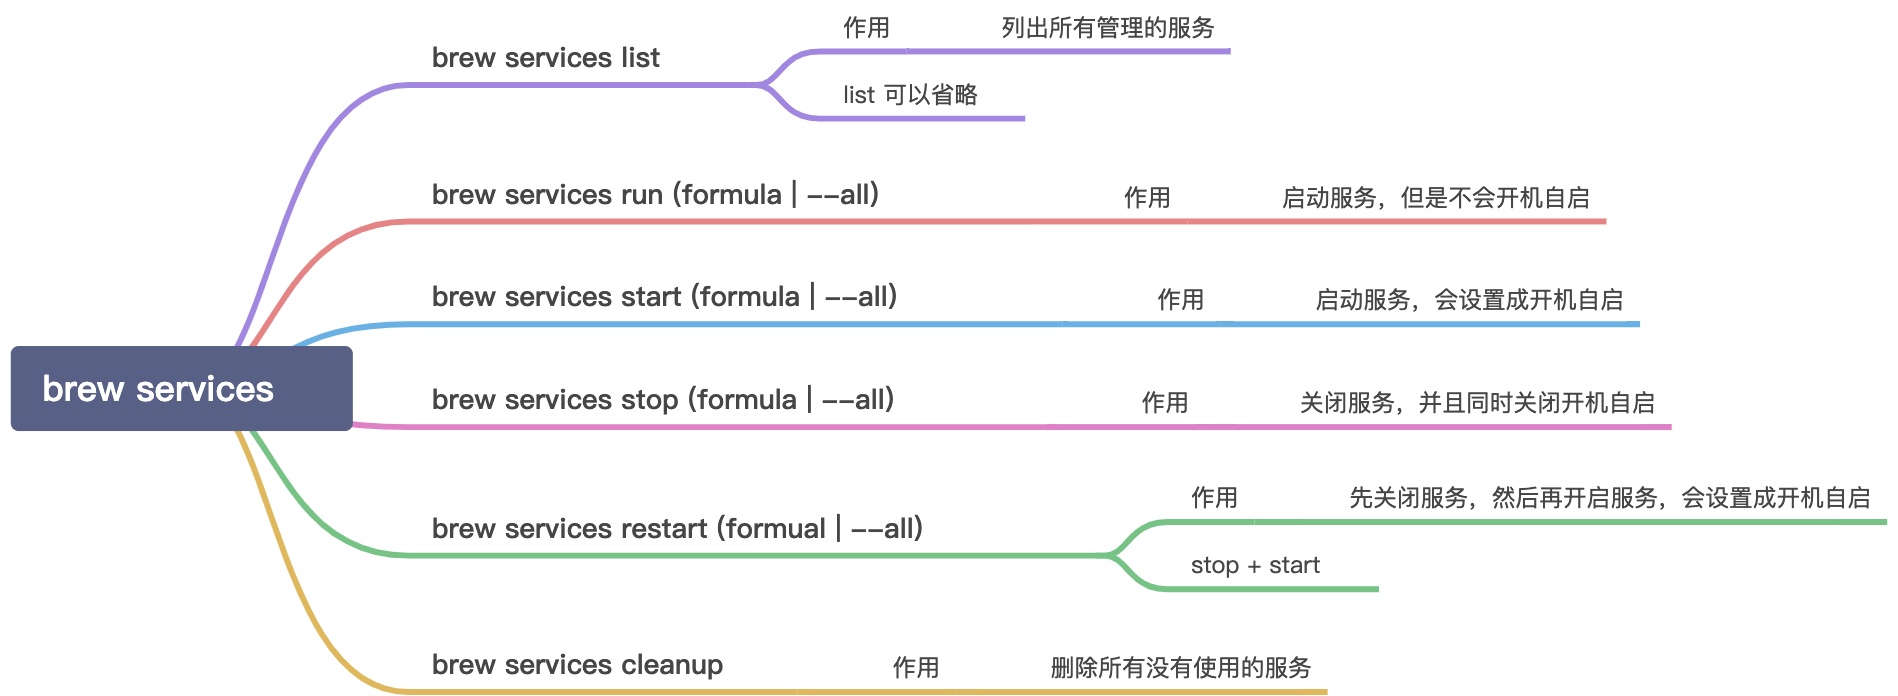 brew services
brew services list
作用
列出所有管理的服务
list 可以省略
brew services run (formula | --all)
作用
启动服务，但是不会开机自启
brew services start (formula | --all)
作用
启动服务，会设置成开机自启
brew services stop (formula | --all)
作用
关闭服务，并且同时关闭开机自启
brew services restart (formual | --all)
作用
先关闭服务，然后再开启服务，会设置成开机自启
stop + start
brew services cleanup
作用
删除所有没有使用的服务